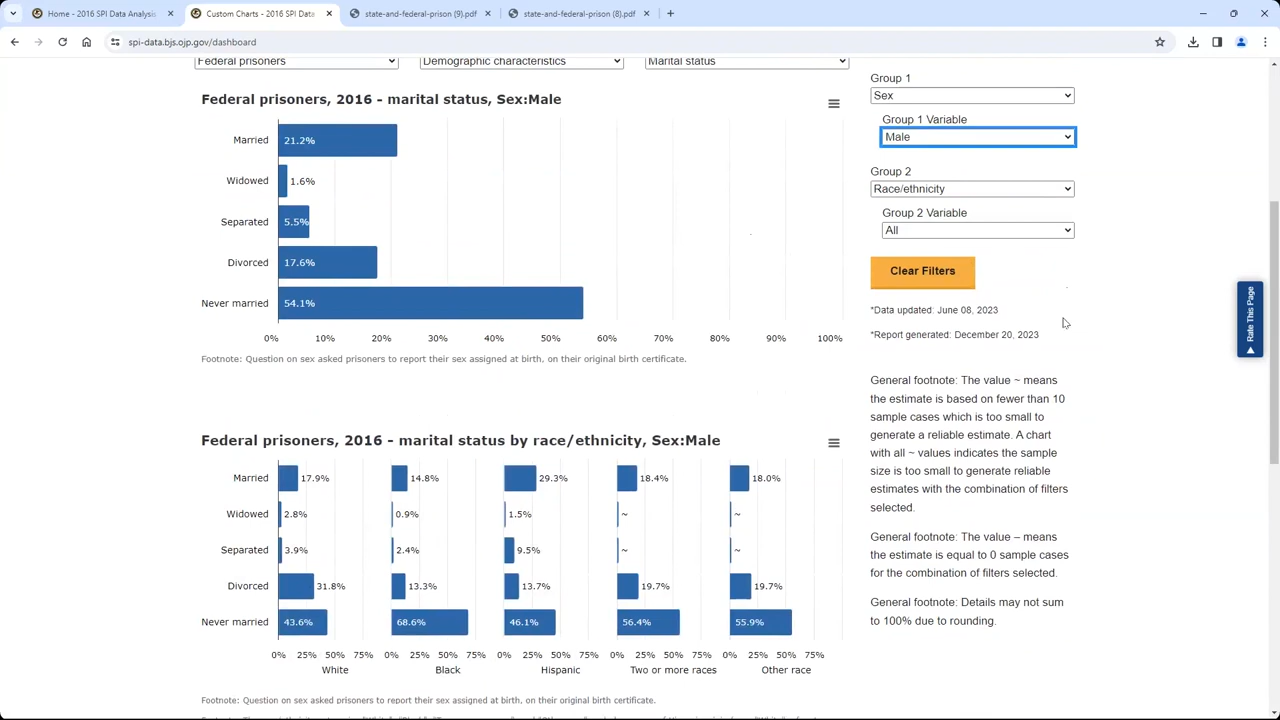 Home - 2016 SPI Data Analysis
Custom Charts - 2016 SPI Data
state-and-federal-prison (9).pdf
state-and-federal-prison (8).pdf
spi-data.bjs.ojp.gov/dashboard
Federal prisoners
Demographic characteristics
Marital status
Federal prisoners, 2016 - marital status, Sex:Male
Married
21.2%
Widowed
1.6%
Separated
5.5%
Divorced
17.6%
Never married
54.1%
0% 10% 20% 30% 40% 50% 60% 70% 80% 90% 100%
Footnote: Question on sex asked prisoners to report their sex assigned at birth, on their original birth certificate.
Federal prisoners, 2016 - marital status by race/ethnicity, Sex:Male
Married 17.9% 14.8% 29.3% 18.4% 18.0%
Widowed 2.8% 0.9% 1.5% ~ ~
Separated 3.9% 2.4% 9.5% ~ ~
Divorced 31.8% 13.3% 13.7% 19.7% 19.7%
Never married 43.6% 68.6% 46.1% 56.4% 55.9%
0% 25% 50% 75% 0% 25% 50% 75% 0% 25% 50% 75% 0% 25% 50% 75% 0% 25% 50% 75%
White Black Hispanic Two or more races Other race
Footnote: Question on sex asked prisoners to report their sex assigned at birth, on their original birth certificate.
Group 1
Sex
Group 1 Variable
Male
Group 2
Race/ethnicity
Group 2 Variable
All
Clear Filters
*Data updated: June 08, 2023
*Report generated: December 20, 2023
General footnote: The value ~ means
the estimate is based on fewer than 10
sample cases which is too small to
generate a reliable estimate. A chart
with all ~ values indicates the sample
size is too small to generate reliable
estimates with the combination of filters
selected.
General footnote: The value – means
the estimate is equal to 0 sample cases
for the combination of filters selected.
General footnote: Details may not sum
to 100% due to rounding.
Rate This Page